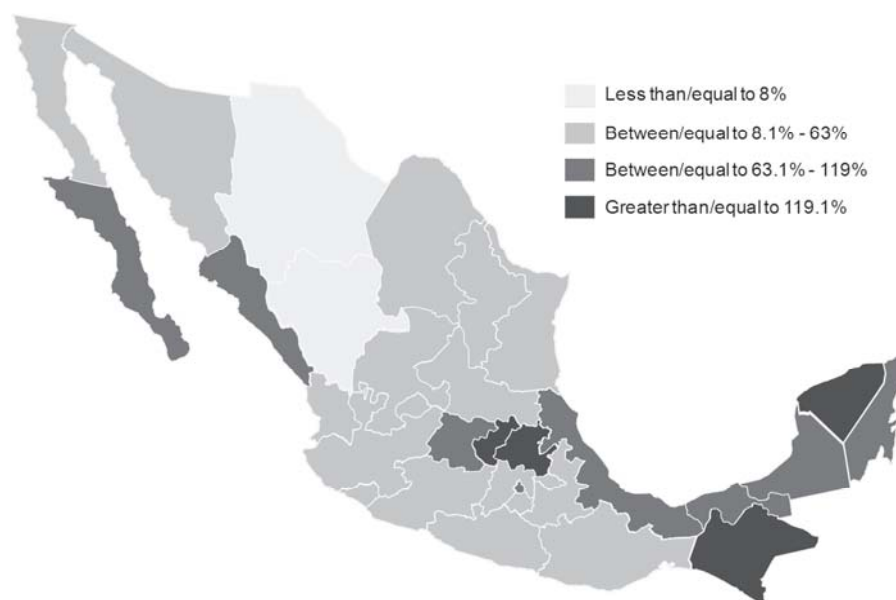 Less than/equal to 8%
Between/equal to 8.1% - 63%
Between/equal to 63.1% - 119%
Greater than/equal to 119.1%